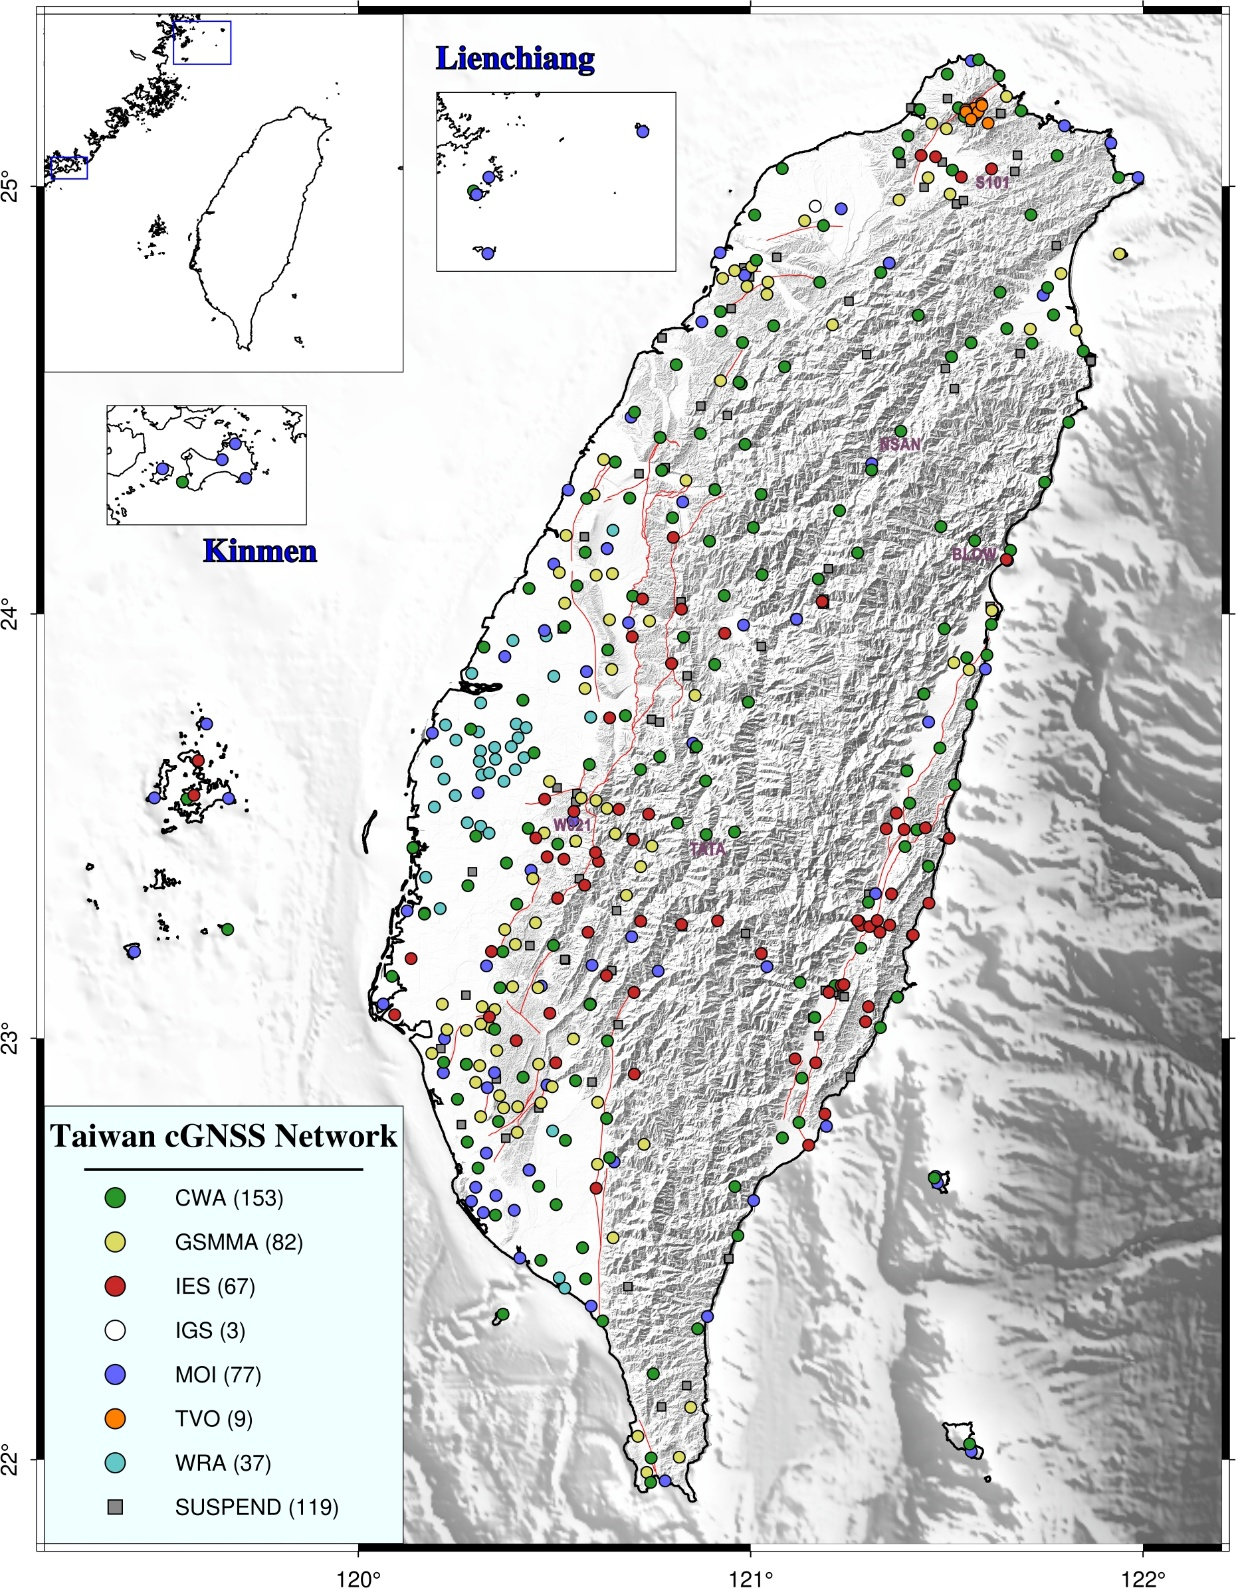 Lienchiang
Kinmen
S101
NSAN
BLOW
W021
TATA
25°
24°
23°
22°
Taiwan cGNSS Network
CWA (153)
GSMMA (82)
IES (67)
IGS (3)
MOI (77)
TVO (9)
WRA (37)
SUSPEND (119)
120°
121°
122°